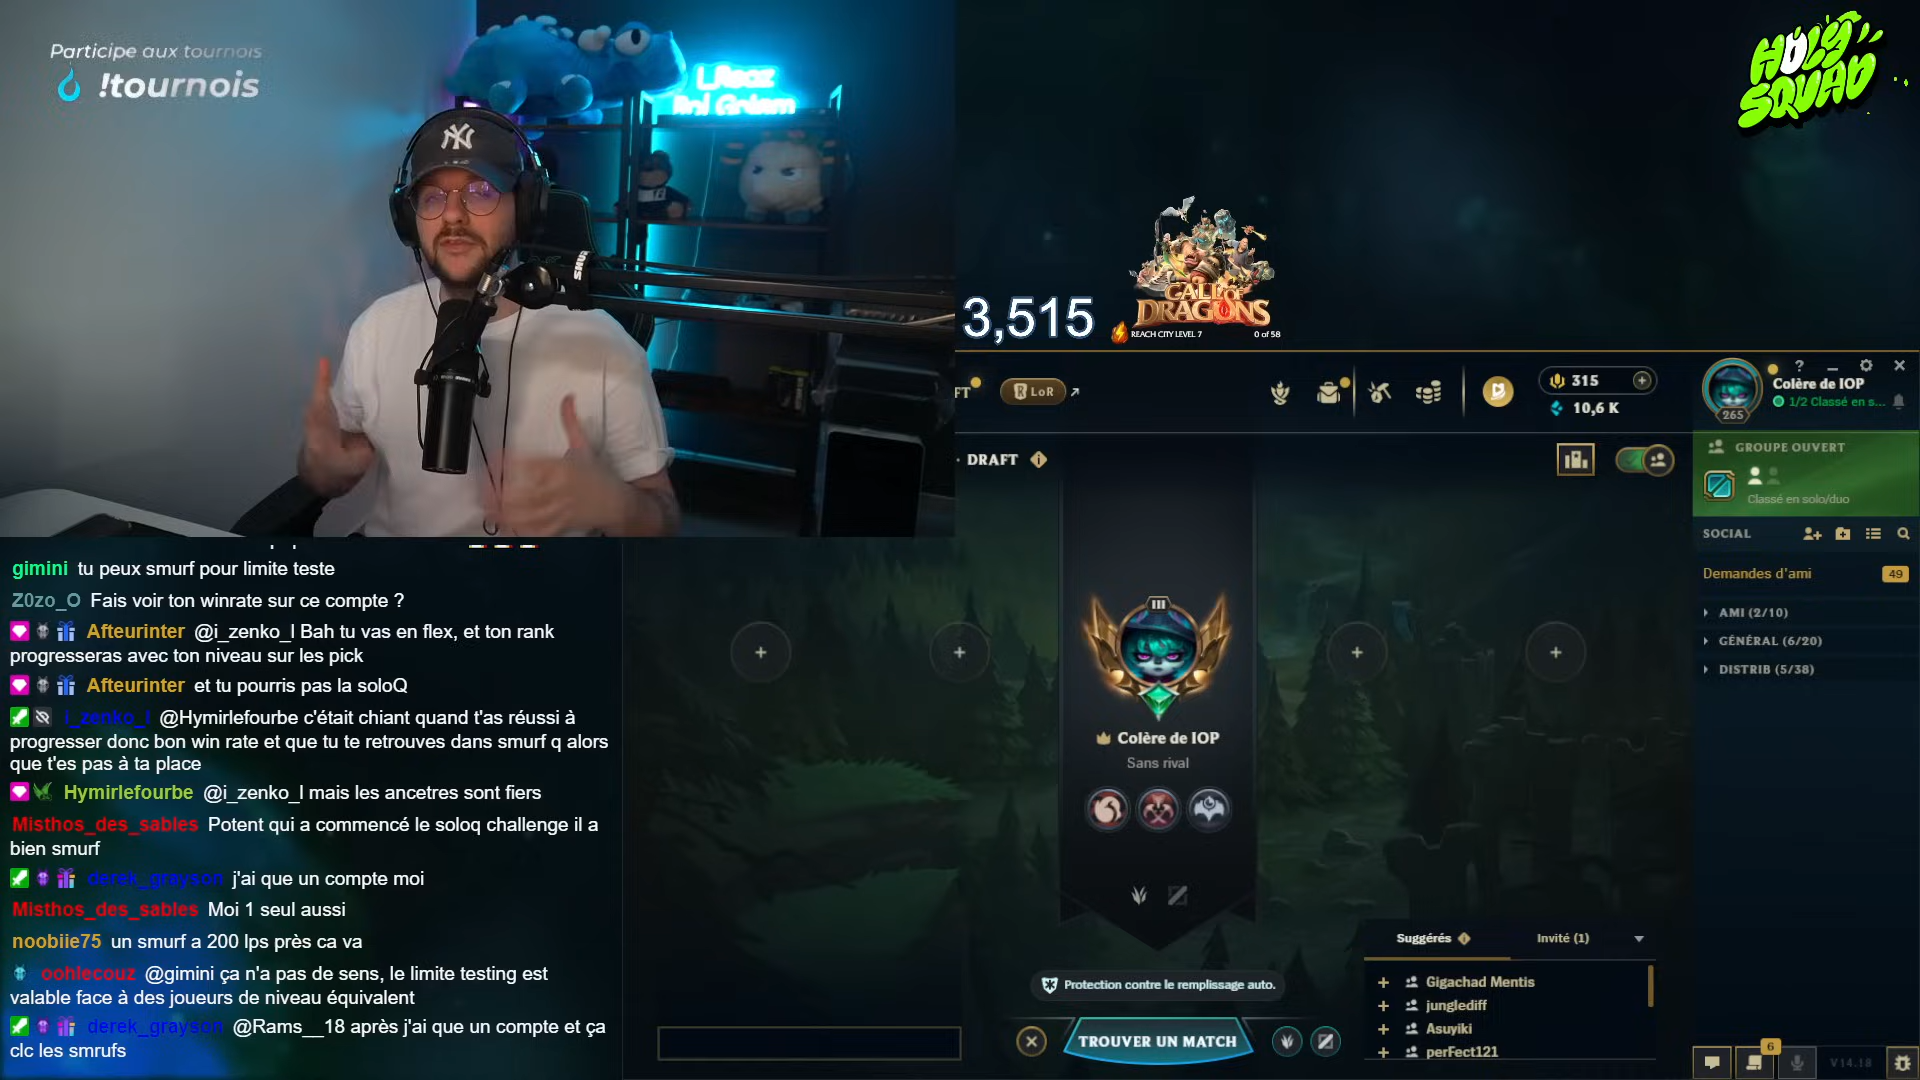 Participe aux tournois
!tournois
NY
SHURE
HOLY
SQUAD
3,515
CALL OF
DRAGONS
REACH CITY LEVEL 7
0 of 58
FT
LoR
315
10,6 K
265
Colère de IOP
1/2 Classé en s...
DRAFT
GROUPE OUVERT
Classé en solo/duo
SOCIAL
Demandes d'ami
49
AMI (2/10)
GÉNÉRAL (6/20)
DISTRIB (5/38)
III
Colère de IOP
Sans rival
Protection contre le remplissage auto.
TROUVER UN MATCH
Suggérés
Invité (1)
Gigachad Mentis
junglediff
Asuyiki
perFect121
6
V14.18
gimini tu peux smurf pour limite teste
Z0zo_O Fais voir ton winrate sur ce compte ?
Afteurinter @i_zenko_l Bah tu vas en flex, et ton rank
progresseras avec ton niveau sur les pick
Afteurinter et tu pourris pas la soloQ
i_zenko_l @Hymirlefourbe c'était chiant quand t'as réussi à
progresser donc bon win rate et que tu te retrouves dans smurf q alors
que t'es pas à ta place
Hymirlefourbe @i_zenko_l mais les ancetres sont fiers
Misthos_des_sables Potent qui a commencé le soloq challenge il a
bien smurf
derek_grayson j'ai que un compte moi
Misthos_des_sables Moi 1 seul aussi
noobiie75 un smurf a 200 lps près ca va
oohlecouz @gimini ça n'a pas de sens, le limite testing est
valable face à des joueurs de niveau équivalent
derek_grayson @Rams__18 après j'ai que un compte et ça
clc les smrufs